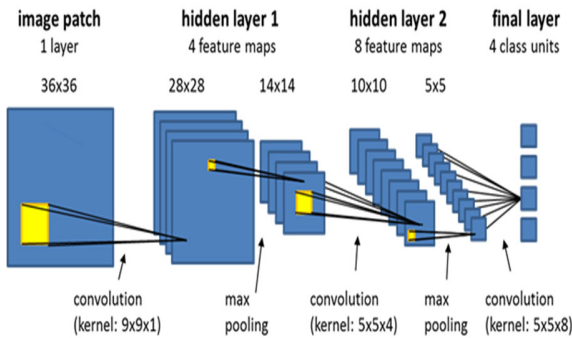 image patch
1 layer
36x36
hidden layer 1
4 feature maps
28x28
14x14
hidden layer 2
8 feature maps
10x10
5x5
final layer
4 class units
convolution
(kernel: 9x9x1)
max
pooling
convolution
(kernel: 5x5x4)
max
pooling
convolution
(kernel: 5x5x8)